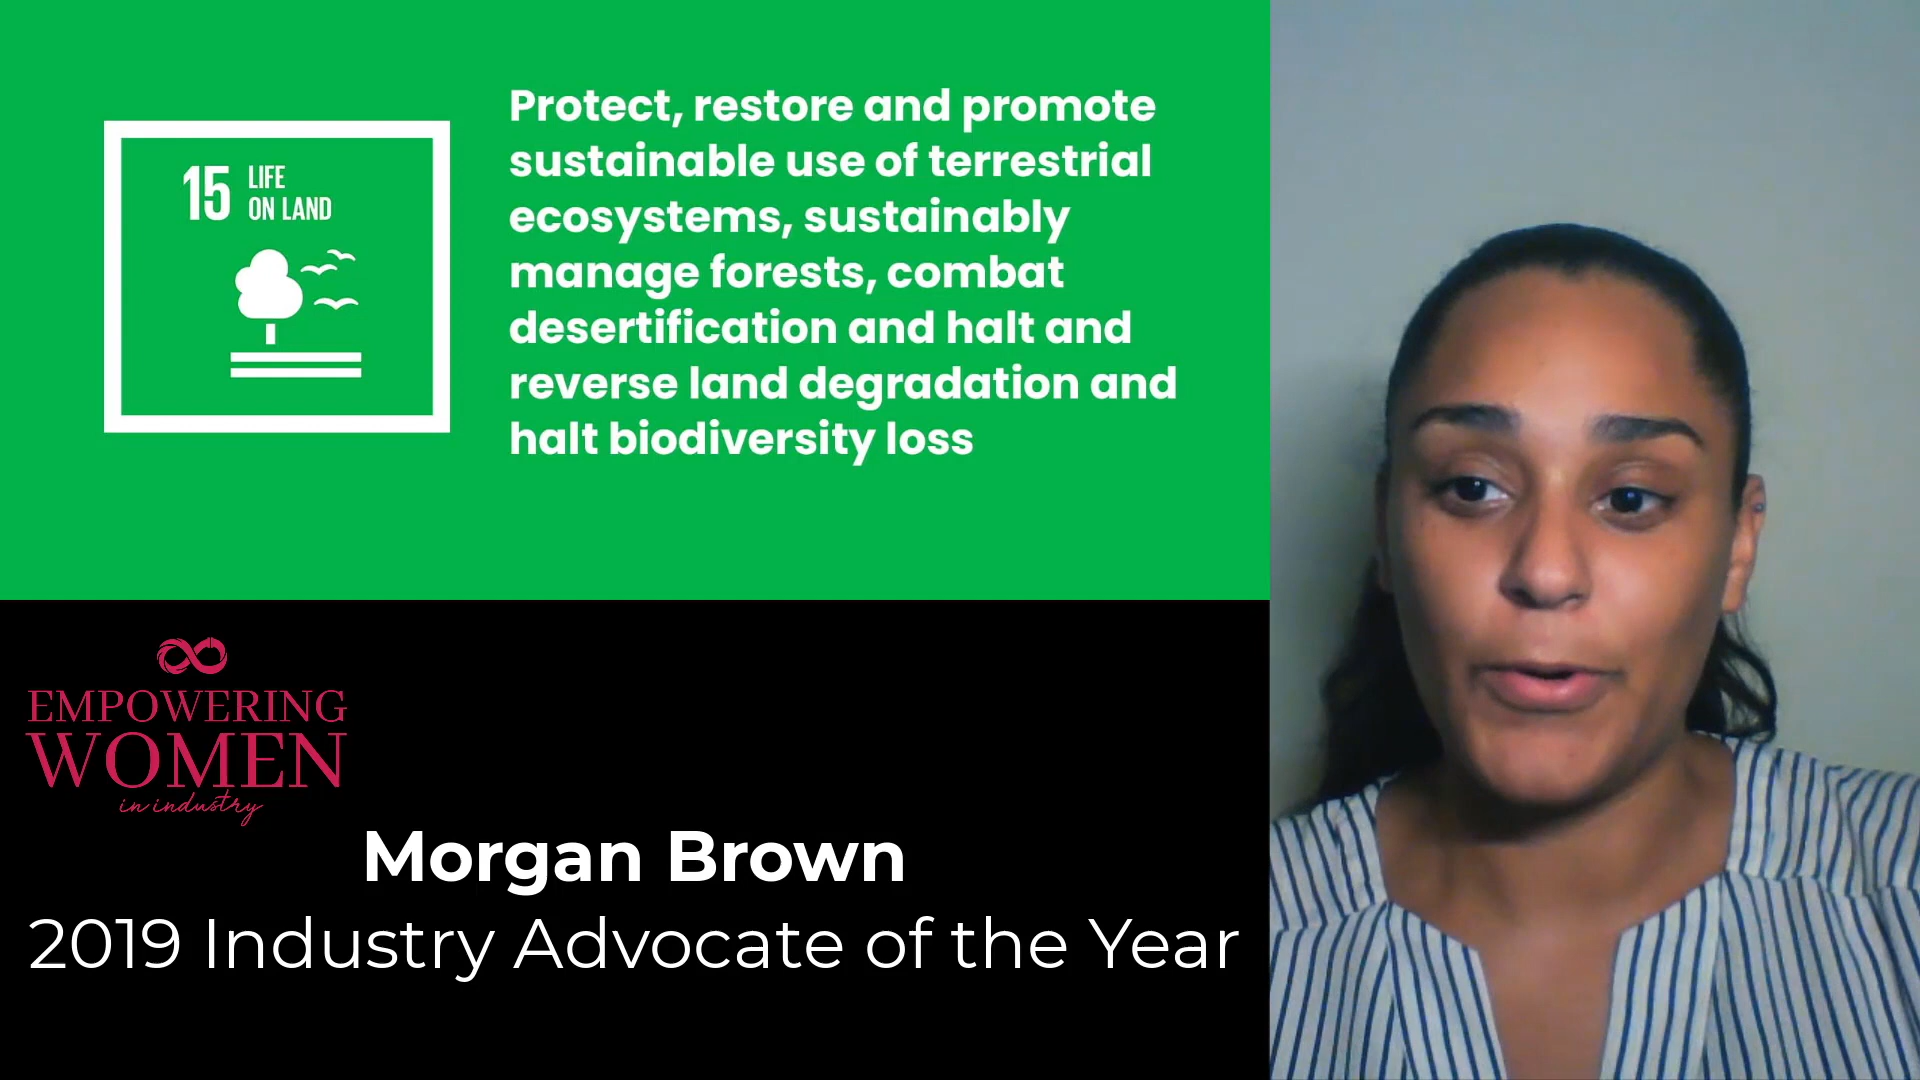 15 LIFE
ON LAND
Protect, restore and promote
sustainable use of terrestrial
ecosystems, sustainably
manage forests, combat
desertification and halt and
reverse land degradation and
halt biodiversity loss
EMPOWERING
WOMEN
in industry
Morgan Brown
2019 Industry Advocate of the Year